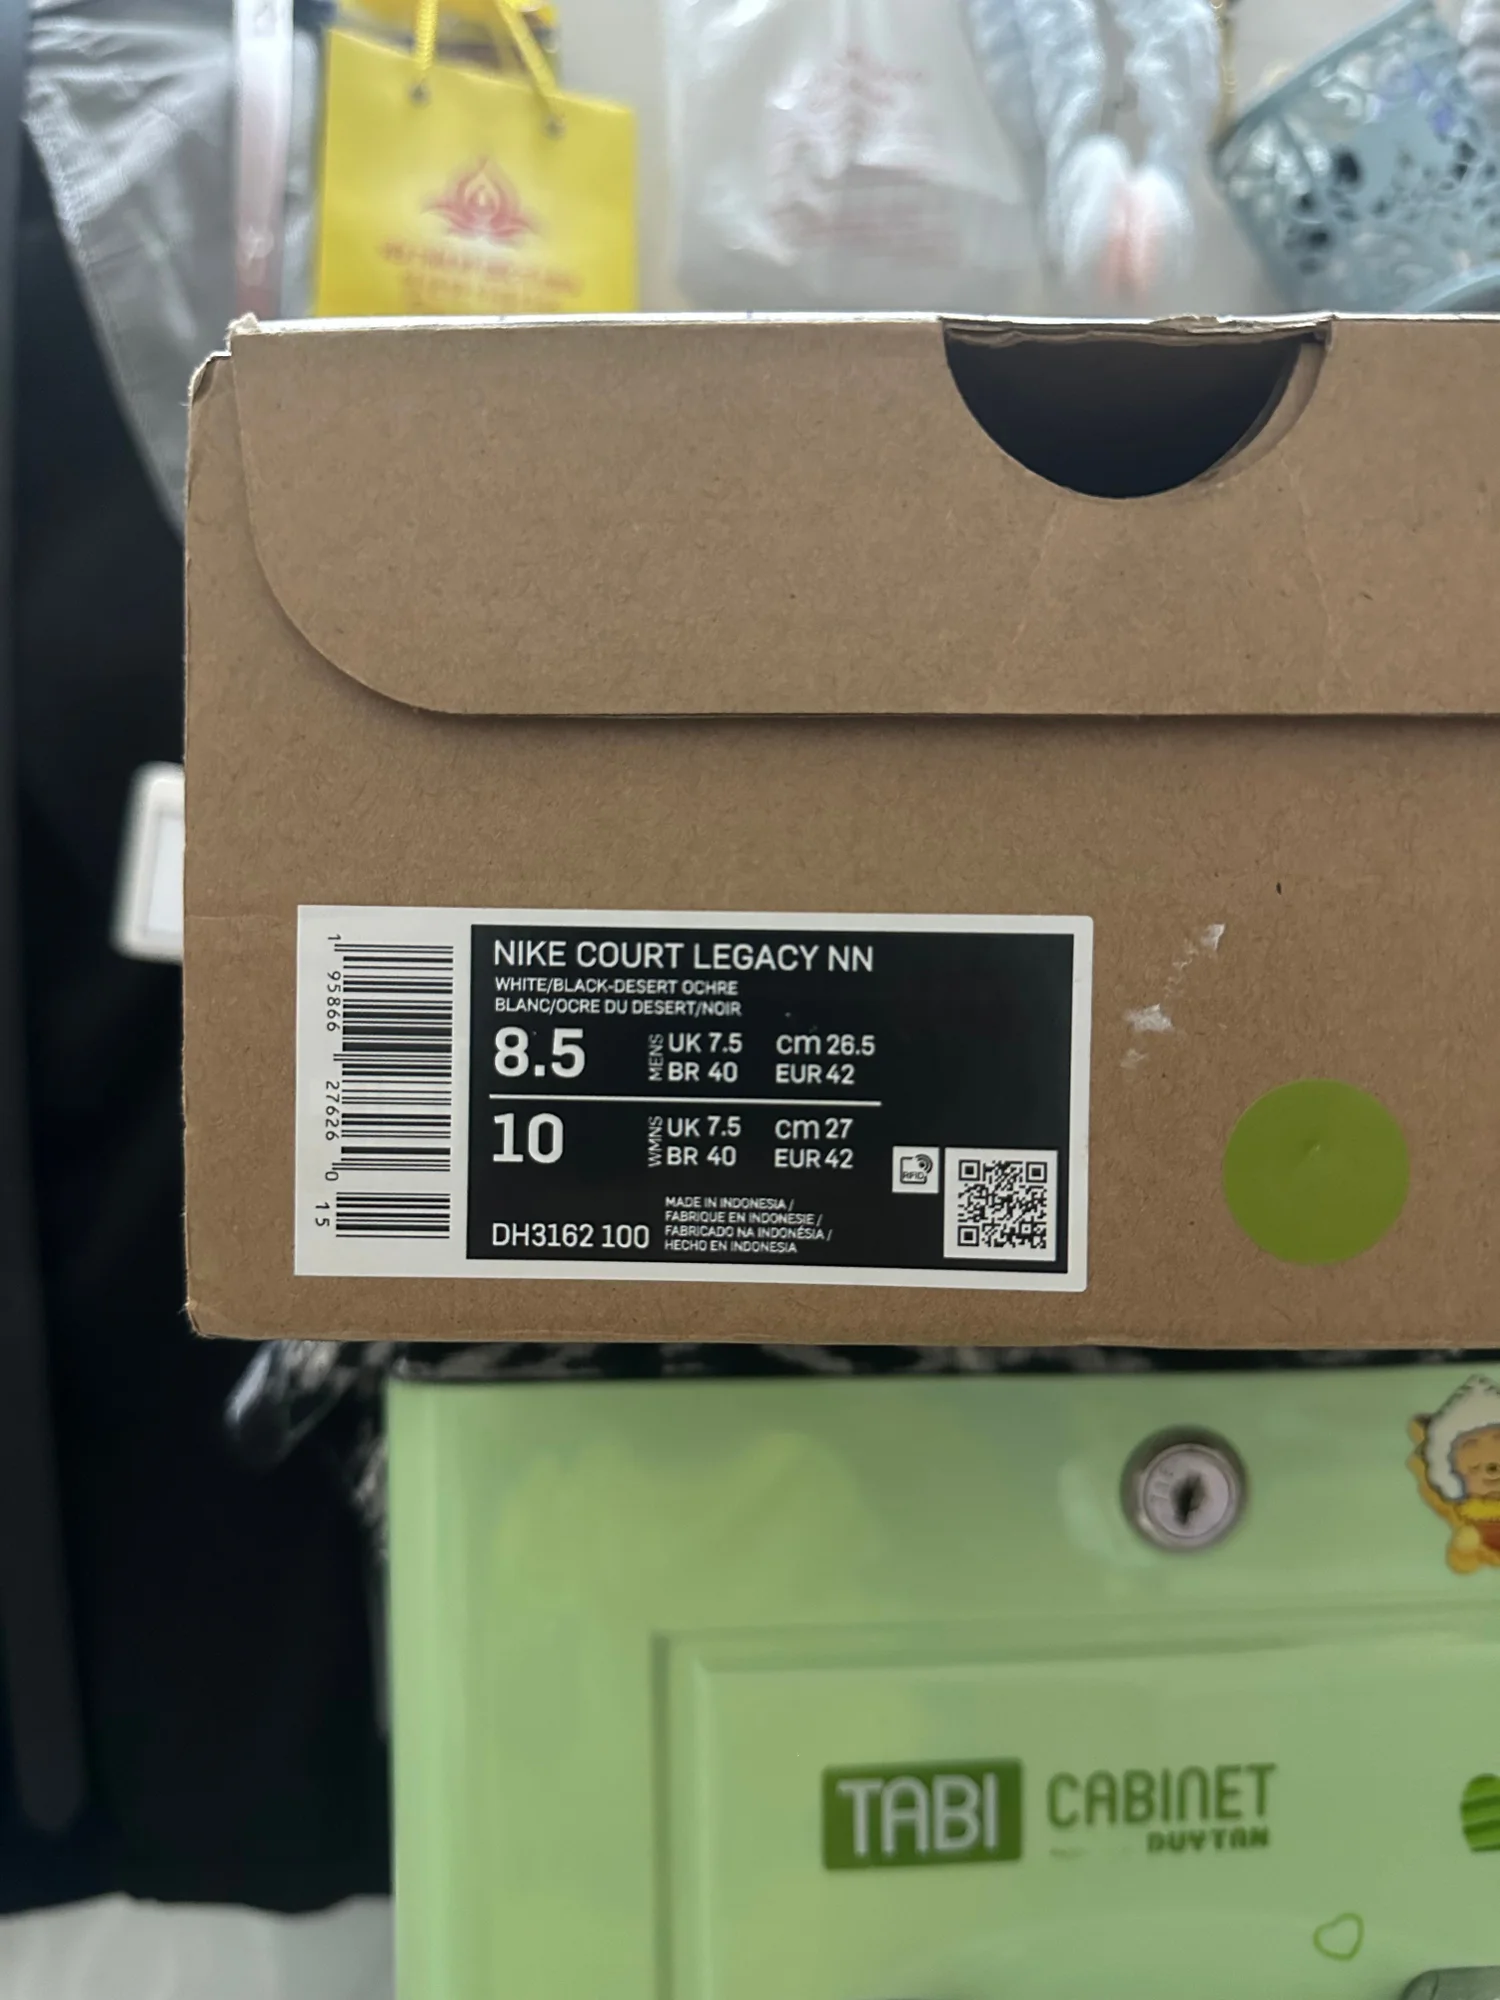 NIKE COURT LEGACY NN
WHITE/BLACK-DESERT OCHRE
BLANC/OCRE DU DESERT/NOIR
8.5 MENS UK 7.5 cm 26.5
BR 40 EUR 42
10 WMNS UK 7.5 cm 27
BR 40 EUR 42
RFID
MADE IN INDONESIA /
FABRIQUE EN INDONESIE /
FABRICADO NA INDONÉSIA /
HECHO EN INDONESIA
DH3162 100
1 95866 27626 0 15
TABI CABINET
DUYTAN